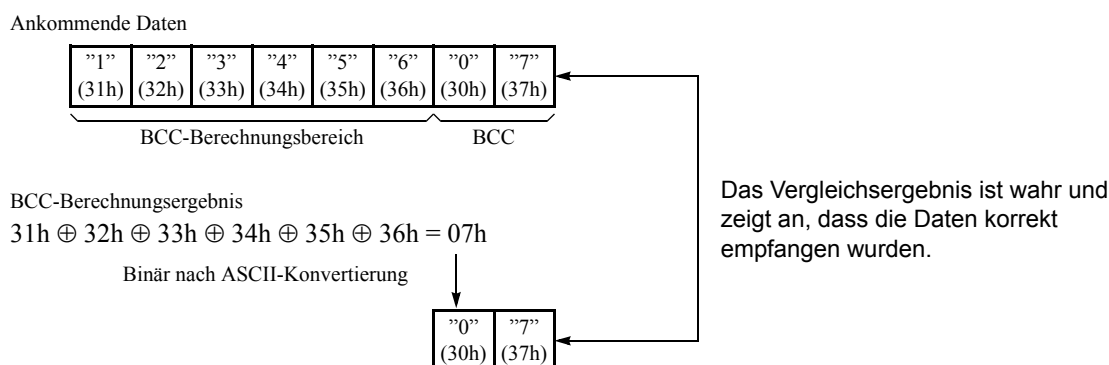 Ankommende Daten
”1” ”2” ”3” ”4” ”5” ”6” ”0” ”7”
(31h) (32h) (33h) (34h) (35h) (36h) (30h) (37h)
BCC-Berechnungsbereich BCC
BCC-Berechnungsergebnis
31h ⊕ 32h ⊕ 33h ⊕ 34h ⊕ 35h ⊕ 36h = 07h
Binär nach ASCII-Konvertierung
”0” ”7”
(30h) (37h)
Das Vergleichsergebnis ist wahr und
zeigt an, dass die Daten korrekt
empfangen wurden.